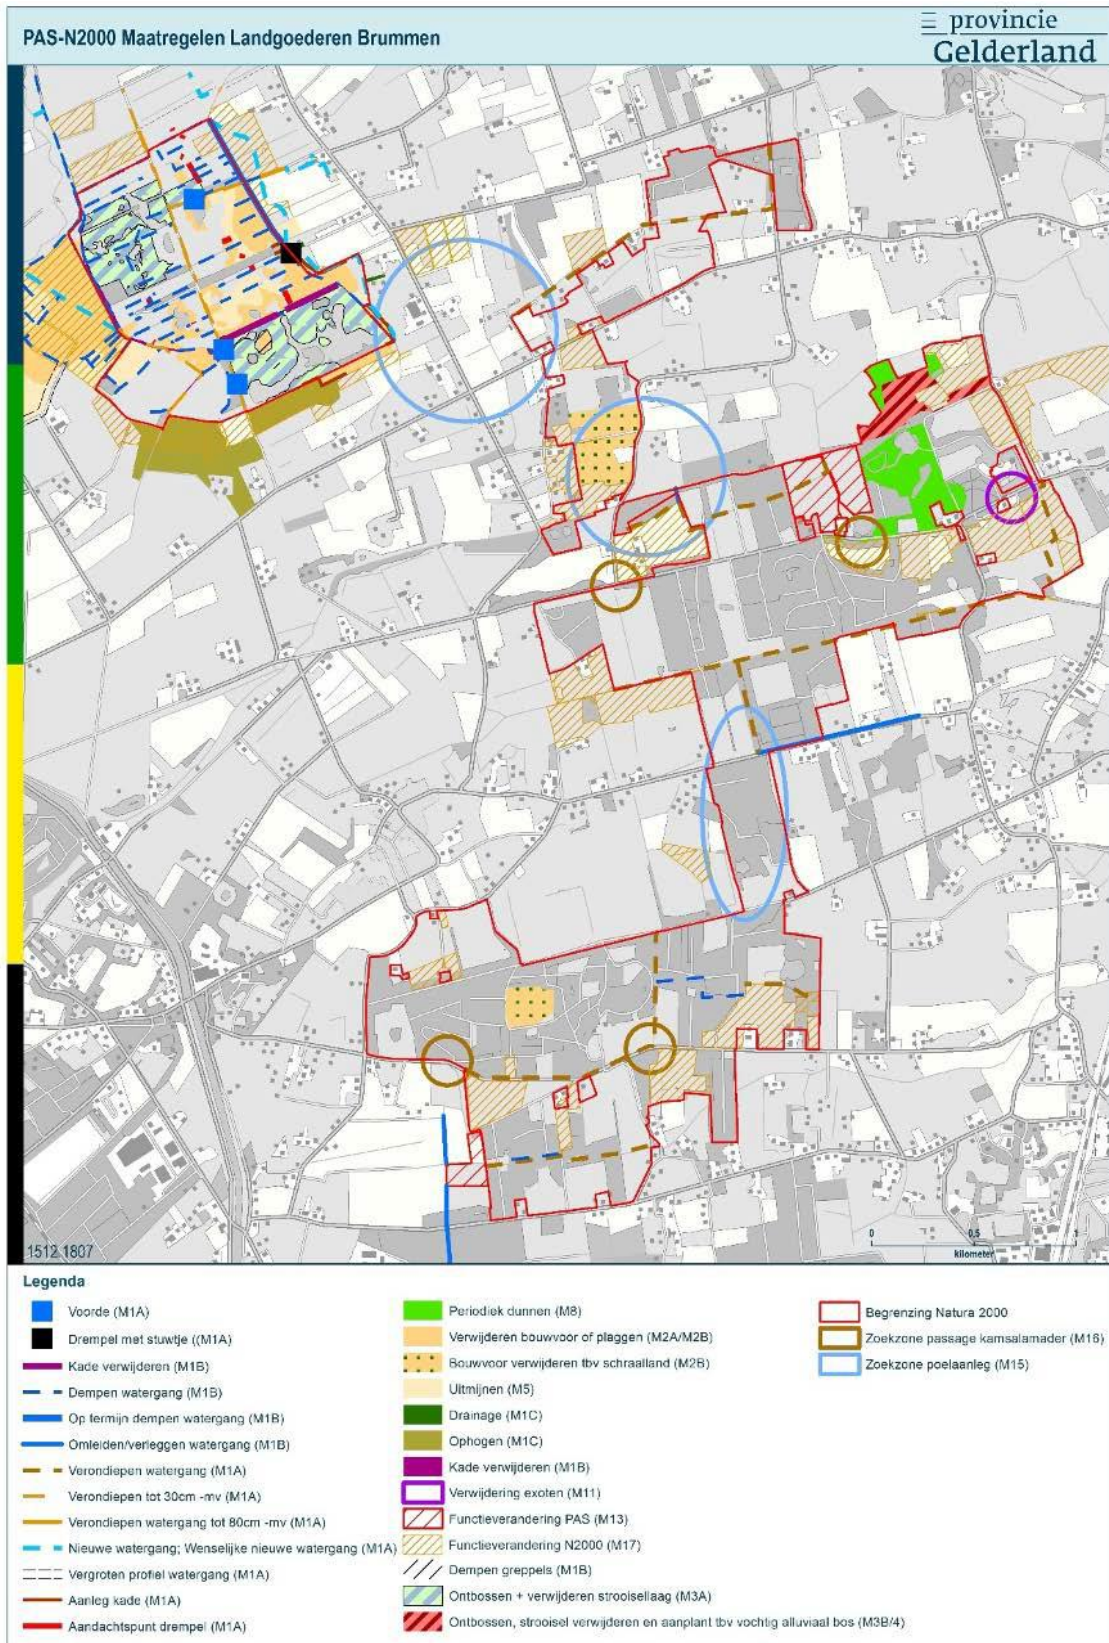 PAS-N2000 Maatregelen Landgoederen Brummen
provincie
Gelderland
1512 1807
0 0,5 1
kilometer
Legenda
Voorde (M1A)
Drempel met stuwtje ((M1A)
Kade verwijderen (M1B)
Dempen watergang (M1B)
Op termijn dempen watergang (M1B)
Omleiden/verleggen watergang (M1B)
Verondiepen watergang (M1A)
Verondiepen tot 30cm -mv (M1A)
Verondiepen watergang tot 80cm -mv (M1A)
Nieuwe watergang; Wenselijke nieuwe watergang (M1A)
Vergroten profiel watergang (M1A)
Aanleg kade (M1A)
Aandachtspunt drempel (M1A)
Periodiek dunnen (M8)
Verwijderen bouwvoor of plaggen (M2A/M2B)
Bouwvoor verwijderen tbv schraalland (M2B)
Uitmijnen (M5)
Drainage (M1C)
Ophogen (M1C)
Kade verwijderen (M1B)
Verwijdering exoten (M11)
Functieverandering PAS (M13)
Functieverandering N2000 (M17)
Dempen greppels (M1B)
Ontbossen + verwijderen strooisellaag (M3A)
Ontbossen, strooisel verwijderen en aanplant tbv vochtig alluviaal bos (M3B/4)
Begrenzing Natura 2000
Zoekzone passage kamsalamader (M16)
Zoekzone poelaanleg (M15)